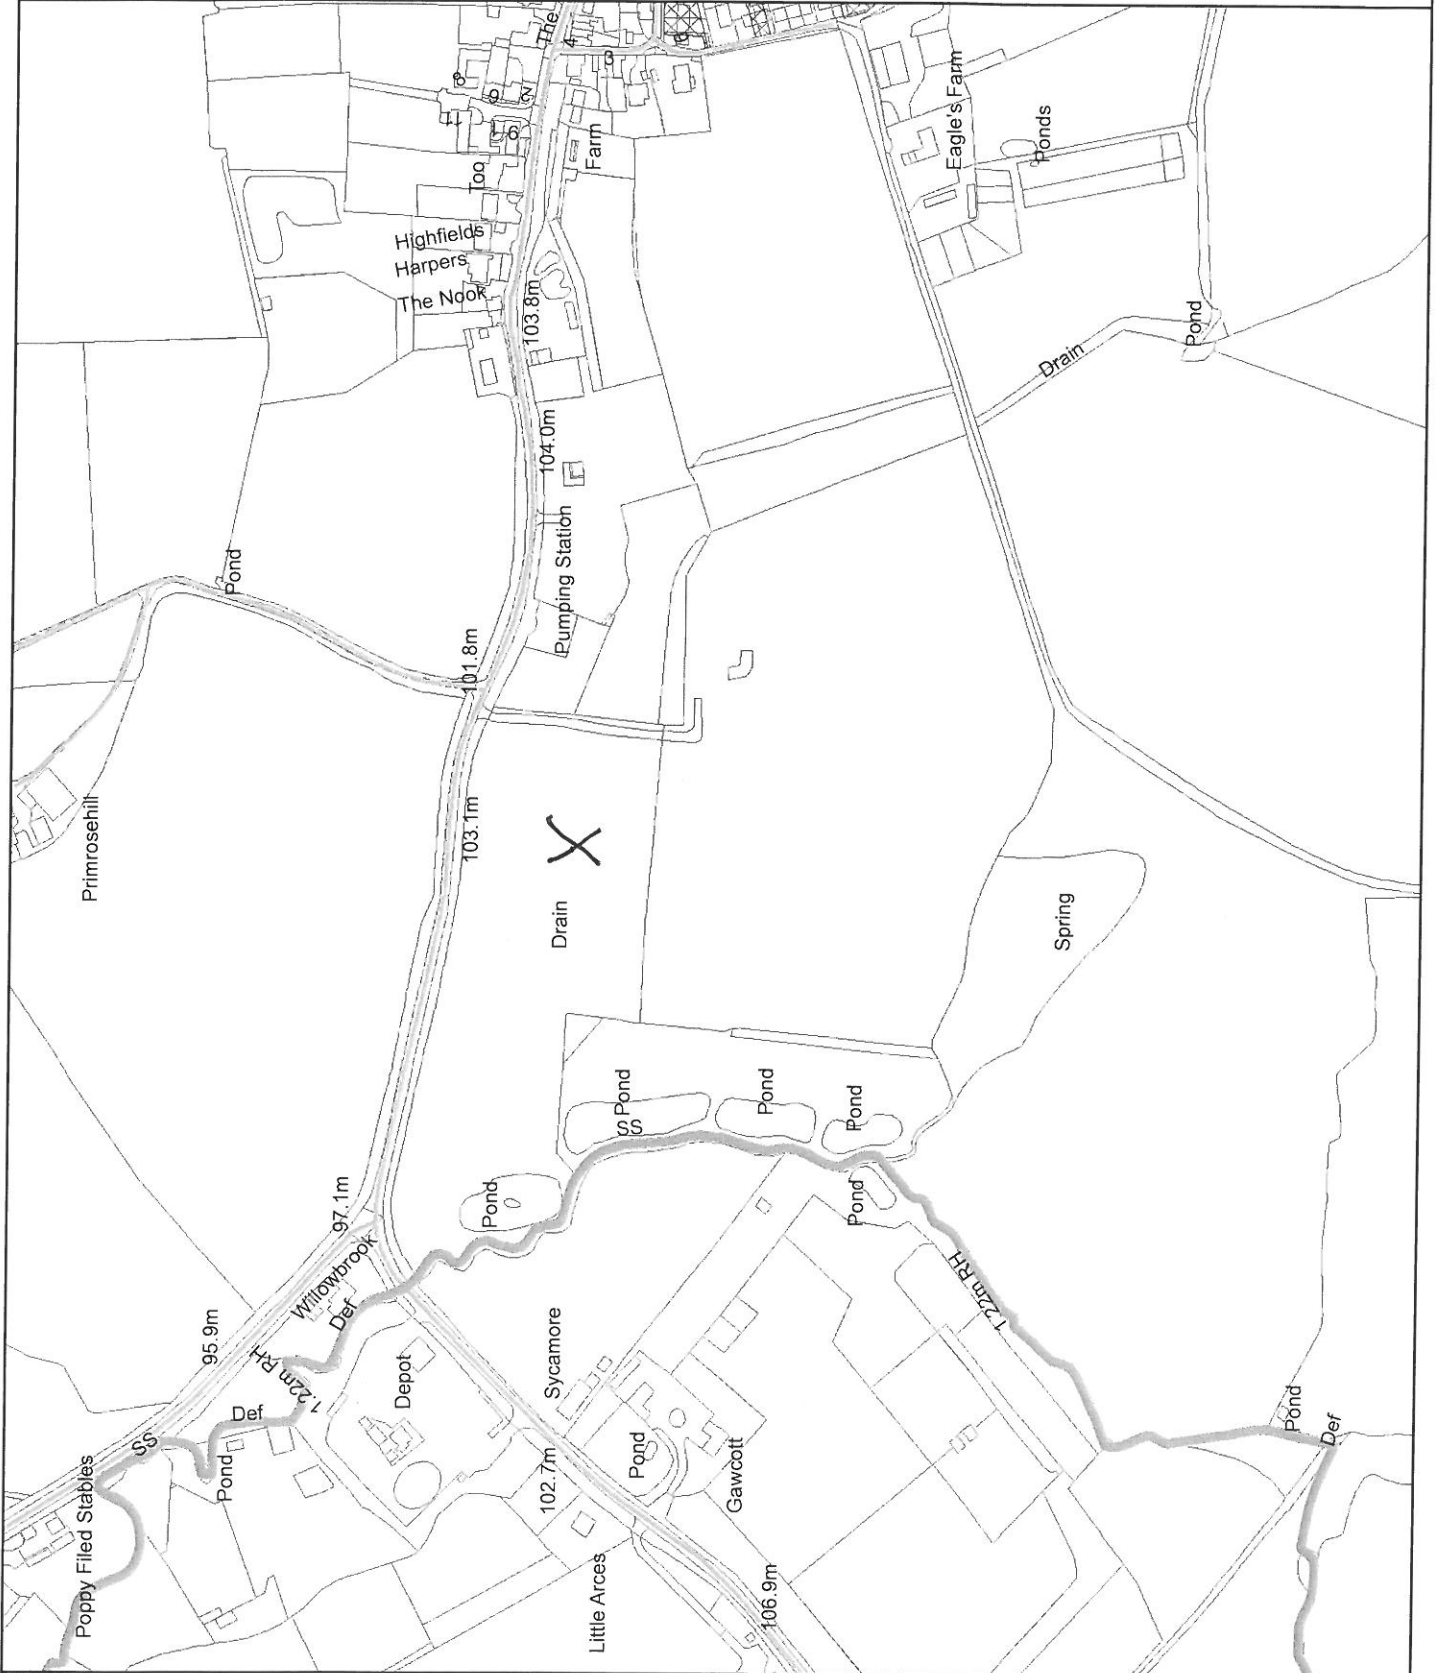 The
4
3
6
8
9
2
11
1
9
Too
Farm
Highfields
Harpers
The Nook
103.8m
Eagle's Farm
Ponds
Pond
Drain
104.0m
Pumping Station
Pond
101.8m
Primrosehill
103.1m
X
Drain
Spring
Pond
SS
Pond
Pond
Pond
Pond
97.1m
Willowbrook
Def
1.22m RH
95.9m
1.22m RH
Def
SS
Depot
Sycamore
Pond
Poppy Filed Stables
102.7m
Pond
Gawcott
Little Arces
106.9m
Pond
Def